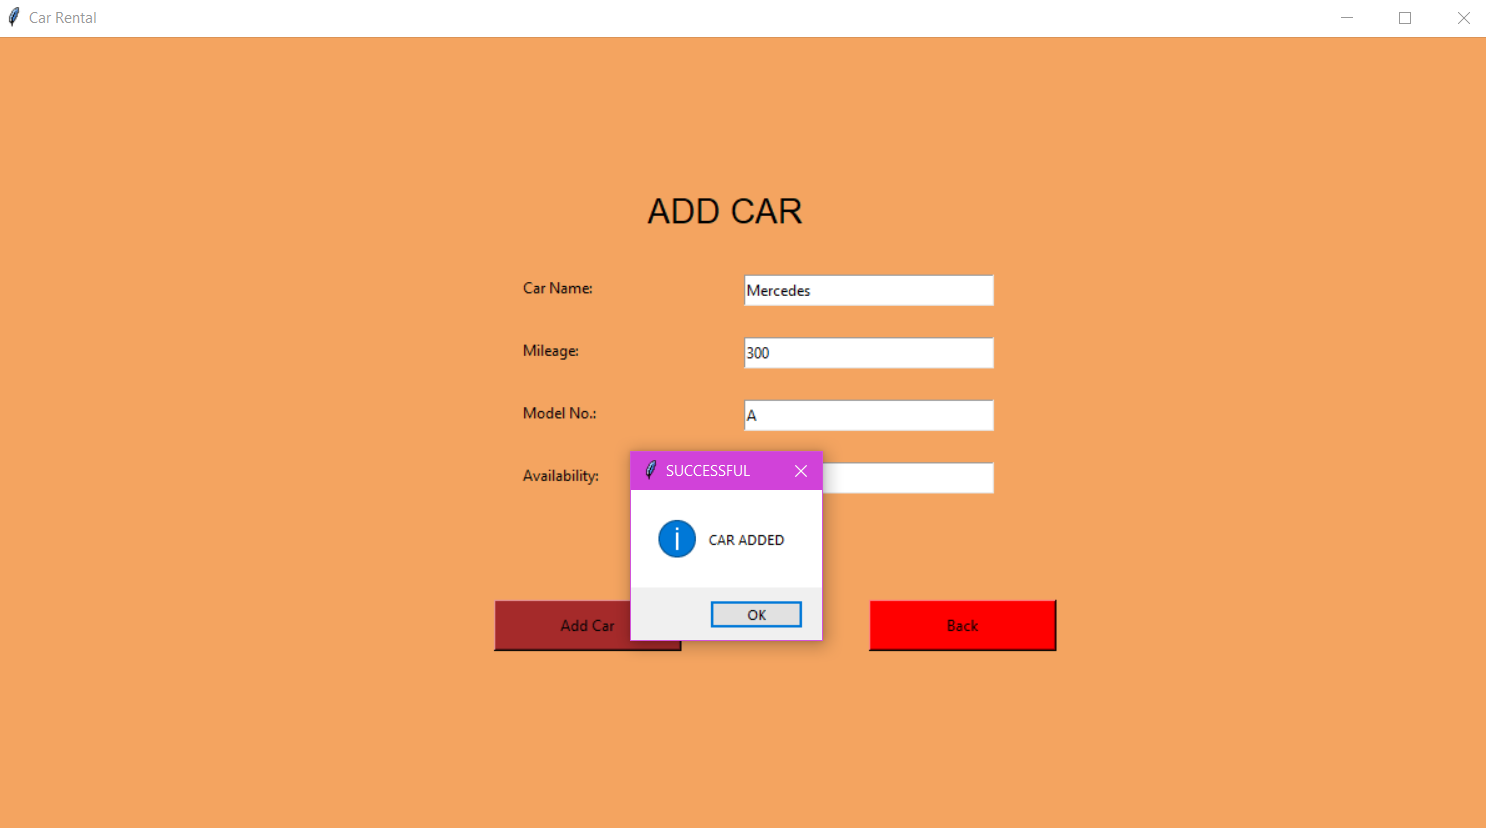 Car Rental
ADD CAR
Car Name:
Mercedes
Mileage:
300
Model No.:
A
Availability:
SUCCESSFUL
CAR ADDED
OK
Add Car
Back